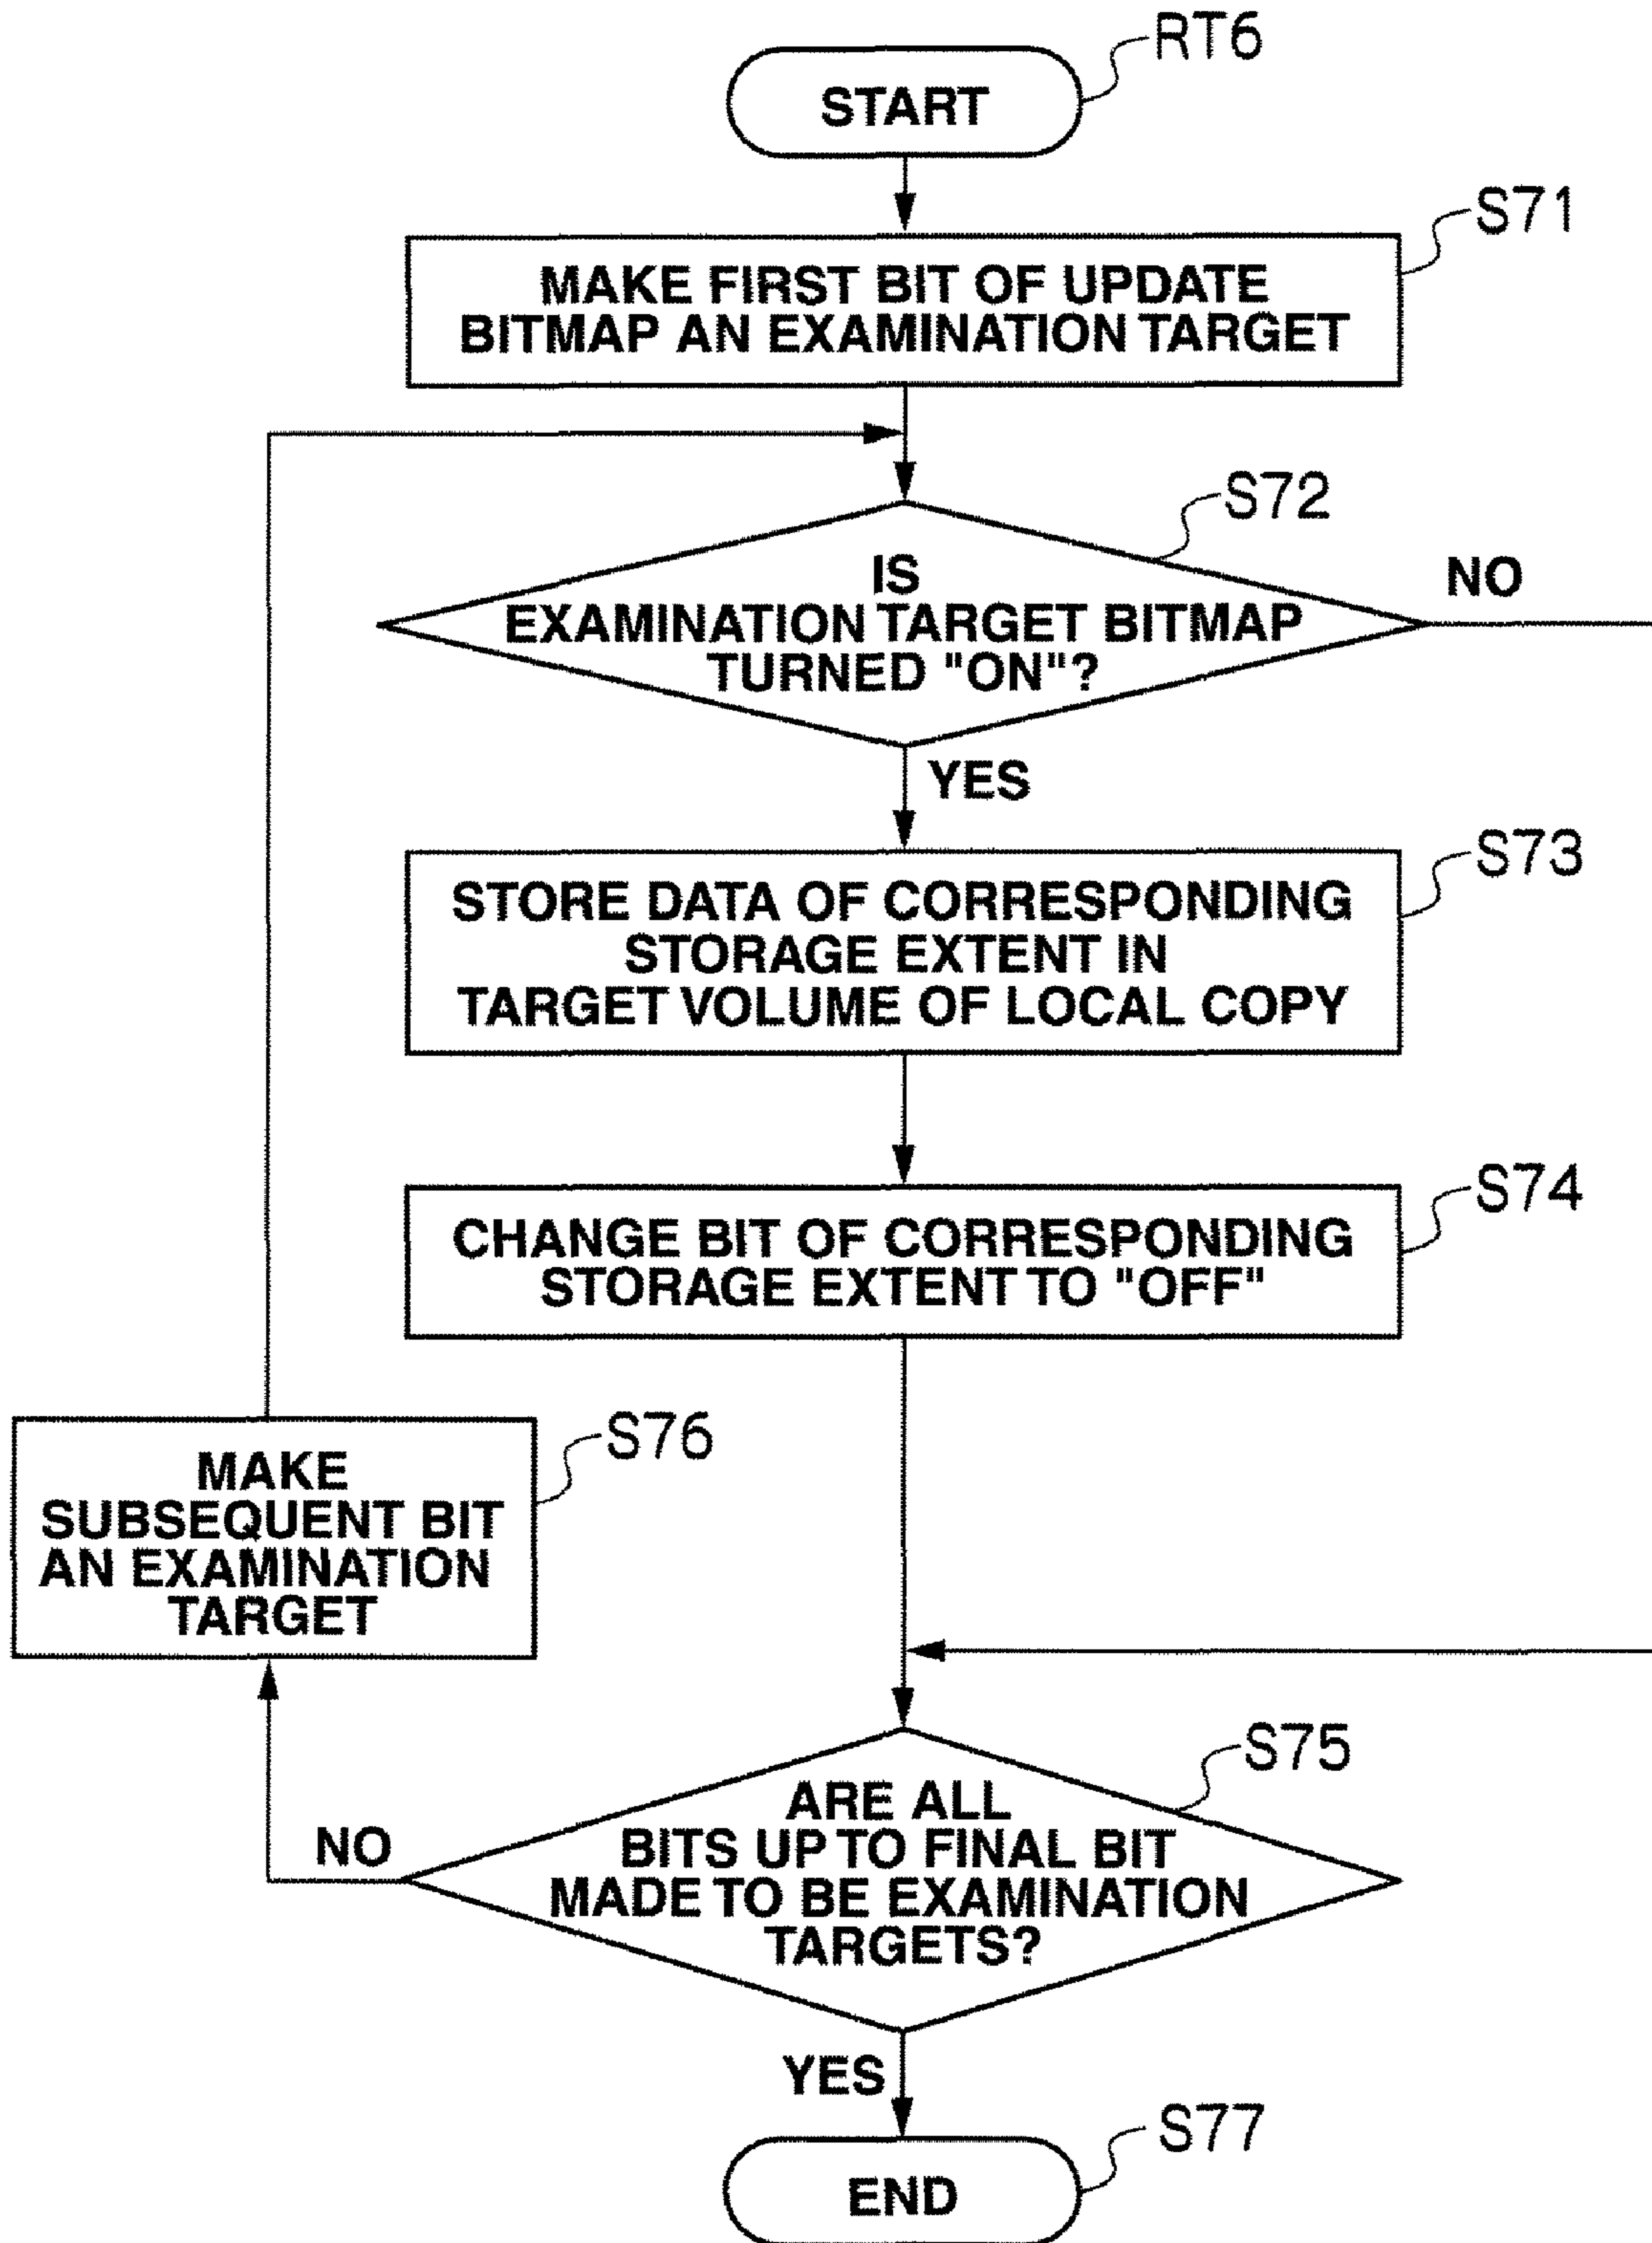 RT6
START
S71
MAKE FIRST BIT OF UPDATE
BITMAP AN EXAMINATION TARGET
S72
IS
EXAMINATION TARGET BITMAP
TURNED "ON"?
NO
YES
S73
STORE DATA OF CORRESPONDING
STORAGE EXTENT IN
TARGET VOLUME OF LOCAL COPY
S74
CHANGE BIT OF CORRESPONDING
STORAGE EXTENT TO "OFF"
S76
MAKE
SUBSEQUENT BIT
AN EXAMINATION
TARGET
S75
ARE ALL
BITS UP TO FINAL BIT
MADE TO BE EXAMINATION
TARGETS?
NO
YES
S77
END